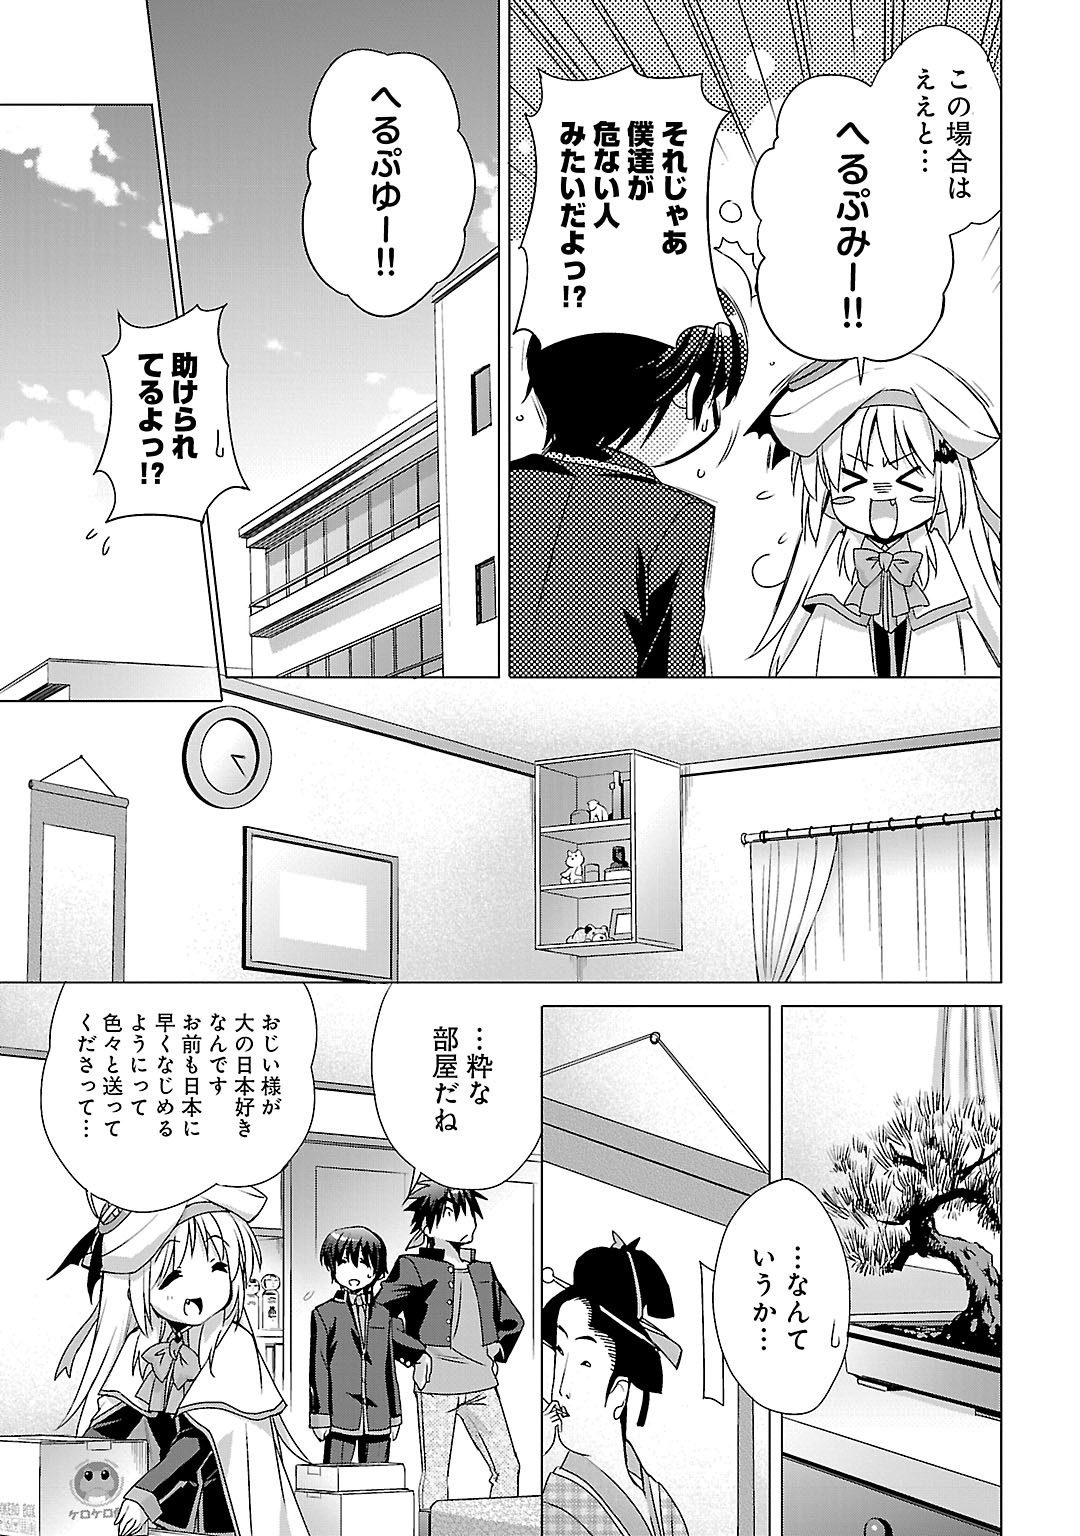 この場合は
ええと…
へるぷみー!!
それじゃあ
僕達が
危ない人
みたいだよっ!?
へるぷゆー!!
助けられ
てるよっ!?
…なんて
いうか…
…粋な
部屋だね
おじい様が
大の日本好き
なんです
お前も日本に
早くなじめる
ようにって
色々と送って
くださって…
ケロケロ